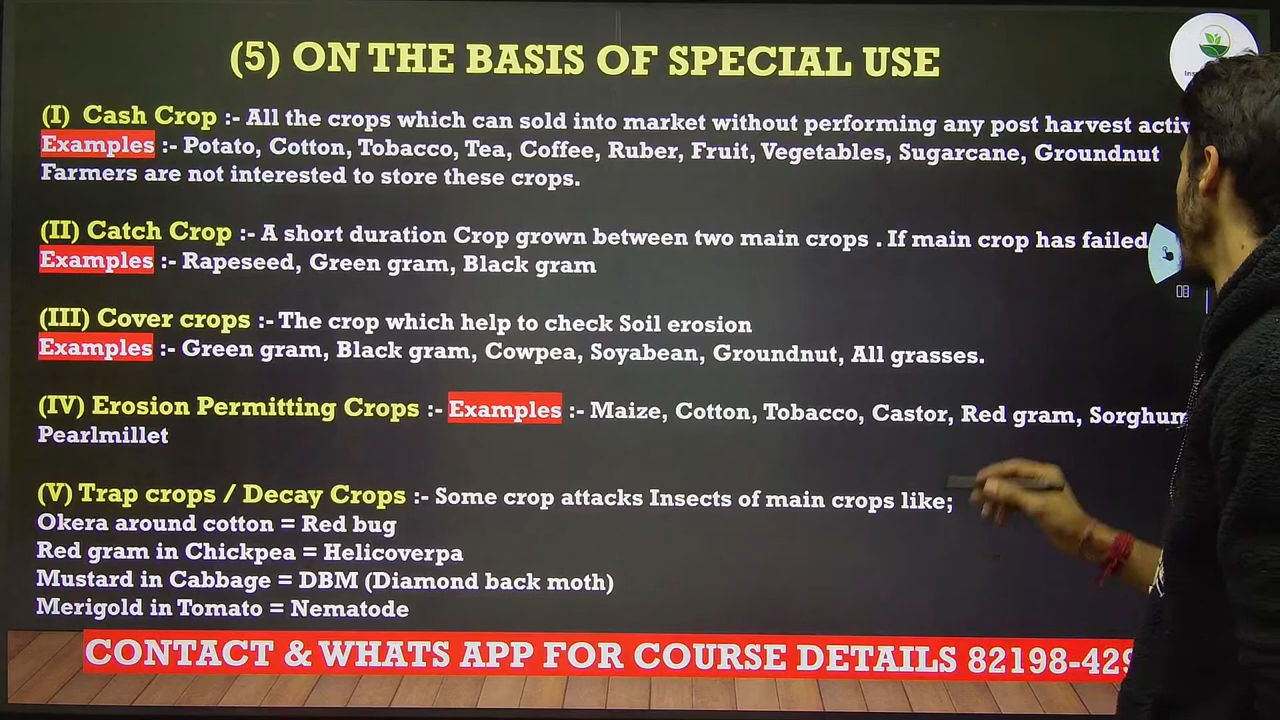 (5) ON THE BASIS OF SPECIAL USE
(I) Cash Crop :- All the crops which can sold into market without performing any post harvest
Examples :- Potato, Cotton, Tobacco, Tea, Coffee, Ruber, Fruit, Vegetables, Sugarcane, Groundnut
Farmers are not interested to store these crops.
(II) Catch Crop :- A short duration Crop grown between two main crops . If main crop has failed
Examples :- Rapeseed, Green gram, Black gram
(III) Cover crops :- The crop which help to check Soil erosion
Examples :- Green gram, Black gram, Cowpea, Soyabean, Groundnut, All grasses.
(IV) Erosion Permitting Crops :- Examples :- Maize, Cotton, Tobacco, Castor, Red gram, Sorghum
Pearlmillet
(V) Trap crops / Decay Crops :- Some crop attacks Insects of main crops like;
Okera around cotton = Red bug
Red gram in Chickpea = Helicoverpa
Mustard in Cabbage = DBM (Diamond back moth)
Merigold in Tomato = Nematode
CONTACT & WHATS APP FOR COURSE DETAILS 82198-429